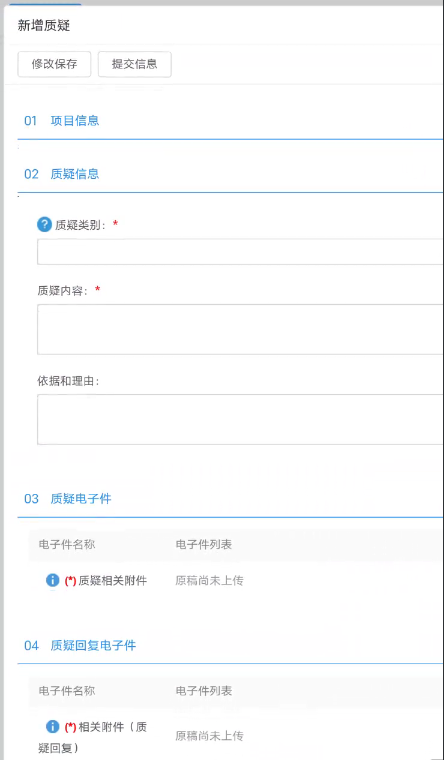 新增质疑
修改保存 提交信息
01 项目信息
02 质疑信息
? 质疑类别: *
质疑内容: *
依据和理由:
03 质疑电子件
电子件名称 电子件列表
i (*)质疑相关附件 原稿尚未上传
04 质疑回复电子件
电子件名称 电子件列表
i (*)相关附件（质 原稿尚未上传
疑回复）